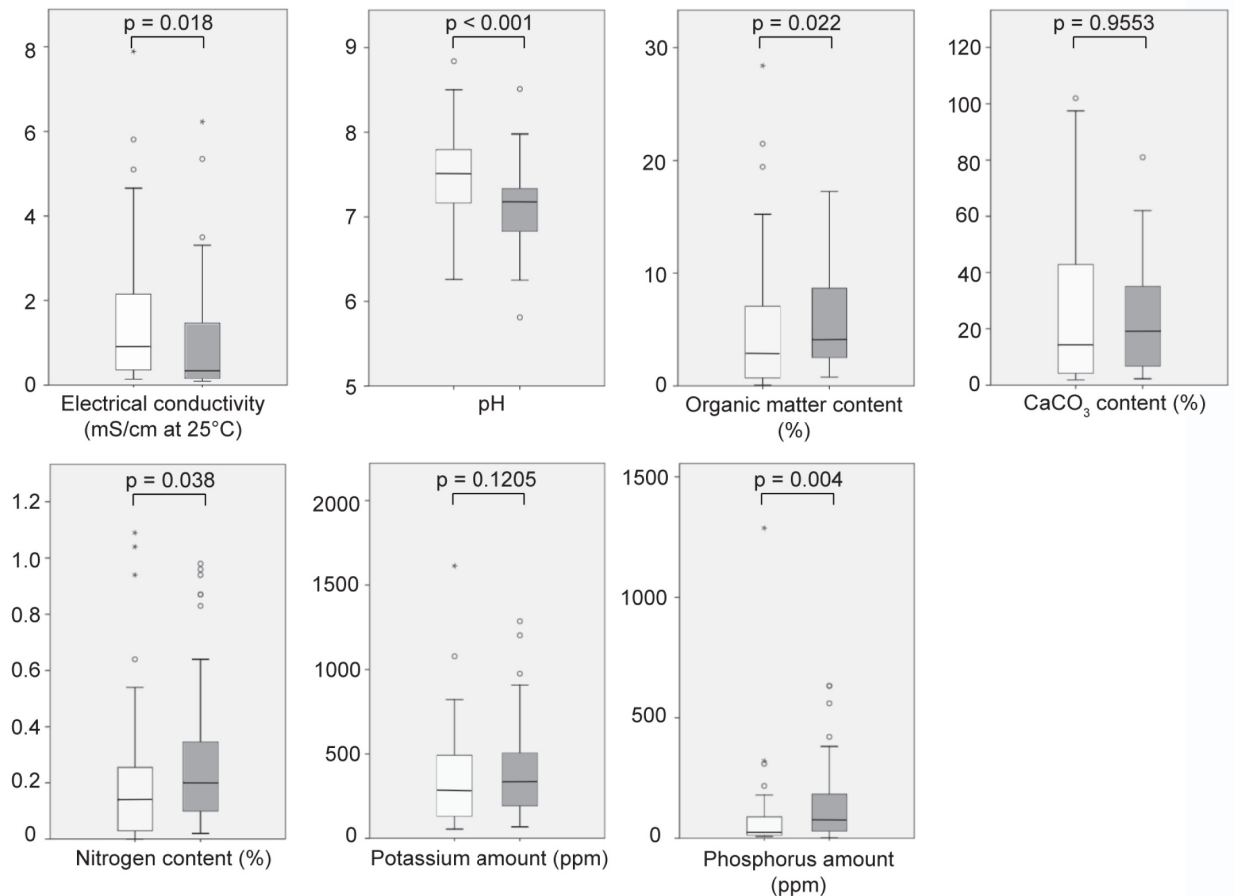 p = 0.018
8
6
4
2
0
Electrical conductivity
(mS/cm at 25°C)
p < 0.001
9
8
7
6
5
pH
p = 0.022
30
20
10
0
Organic matter content
(%)
p = 0.9553
120
100
80
60
40
20
0
CaCO₃ content (%)
p = 0.038
1.2
1.0
0.8
0.6
0.4
0.2
0
Nitrogen content (%)
p = 0.1205
2000
1500
1000
500
0
Potassium amount (ppm)
p = 0.004
1500
1000
500
0
Phosphorus amount
(ppm)